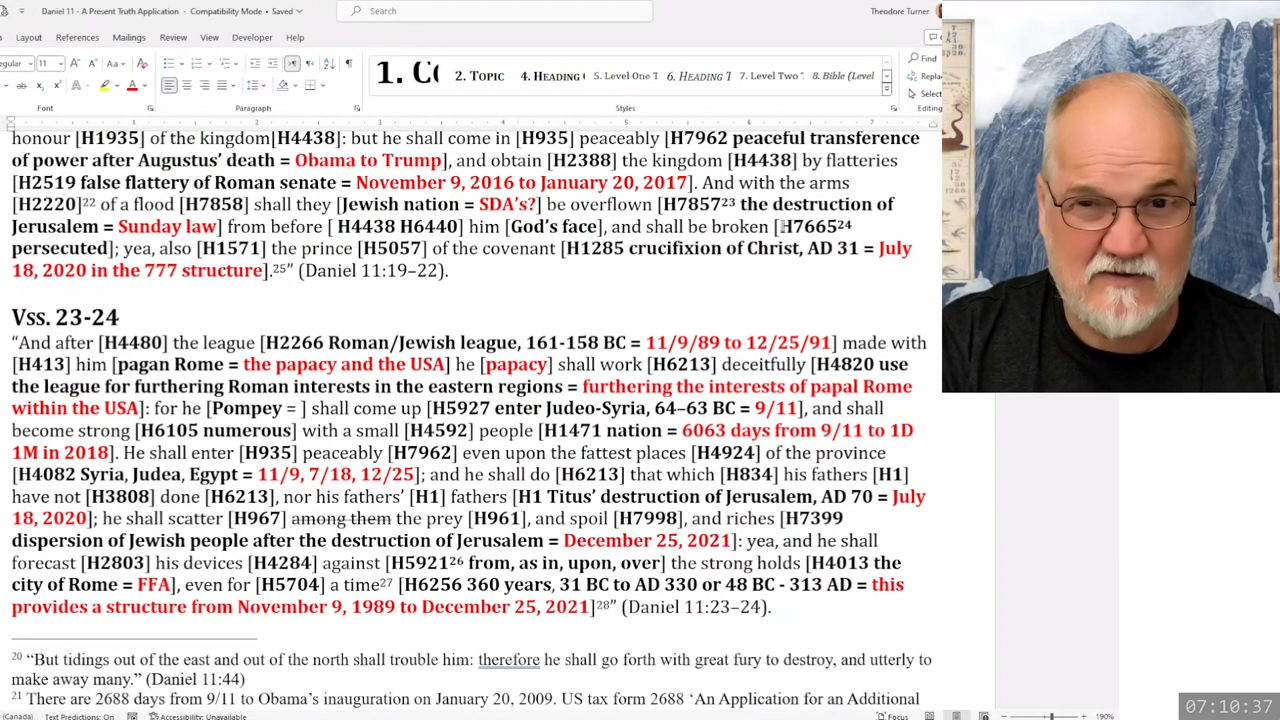 Daniel 11 - A Present Truth Application - Compatibility Mode • Saved
Search
Theodore Turner
Layout References Mailings Review View Developer Help
11
Find
Font
Paragraph
1. Co
2. Topic
4. Heading
5. Level One T
6. Heading T
7. Level Two T
8. Bible (Level
Styles
Editing
honour [H1935] of the kingdom[H4438]: but he shall come in [H935] peaceably [H7962 peaceful transference
of power after Augustus’ death = Obama to Trump], and obtain [H2388] the kingdom [H4438] by flatteries
[H2519 false flattery of Roman senate = November 9, 2016 to January 20, 2017]. And with the arms
[H2220]22 of a flood [H7858] shall they [Jewish nation = SDA’s?] be overflown [H785723 the destruction of
Jerusalem = Sunday law] from before [ H4438 H6440] him [God’s face], and shall be broken [H766524
persecuted]; yea, also [H1571] the prince [H5057] of the covenant [H1285 crucifixion of Christ, AD 31 = July
18, 2020 in the 777 structure].25” (Daniel 11:19–22).
Vss. 23-24
“And after [H4480] the league [H2266 Roman/Jewish league, 161-158 BC = 11/9/89 to 12/25/91] made with
[H413] him [pagan Rome = the papacy and the USA] he [papacy] shall work [H6213] deceitfully [H4820 use
the league for furthering Roman interests in the eastern regions = furthering the interests of papal Rome
within the USA]: for he [Pompey = ] shall come up [H5927 enter Judeo-Syria, 64–63 BC = 9/11], and shall
become strong [H6105 numerous] with a small [H4592] people [H1471 nation = 6063 days from 9/11 to 1D
1M in 2018]. He shall enter [H935] peaceably [H7962] even upon the fattest places [H4924] of the province
[H4082 Syria, Judea, Egypt = 11/9, 7/18, 12/25]; and he shall do [H6213] that which [H834] his fathers [H1]
have not [H3808] done [H6213], nor his fathers’ [H1] fathers [H1 Titus’ destruction of Jerusalem, AD 70 = July
18, 2020]; he shall scatter [H967] among them the prey [H961], and spoil [H7998], and riches [H7399
dispersion of Jewish people after the destruction of Jerusalem = December 25, 2021]: yea, and he shall
forecast [H2803] his devices [H4284] against [H592126 from, as in, upon, over] the strong holds [H4013 the
city of Rome = FFA], even for [H5704] a time27 [H6256 360 years, 31 BC to AD 330 or 48 BC - 313 AD = this
provides a structure from November 9, 1989 to December 25, 2021]28” (Daniel 11:23–24).
20 “But tidings out of the east and out of the north shall trouble him: therefore he shall go forth with great fury to destroy, and utterly to
make away many.” (Daniel 11:44)
21 There are 2688 days from 9/11 to Obama’s inauguration on January 20, 2009. US tax form 2688 ‘An Application for an Additional
(Canada) Text Predictions: On Accessibility: Unavailable
Focus
190%
07:10:37